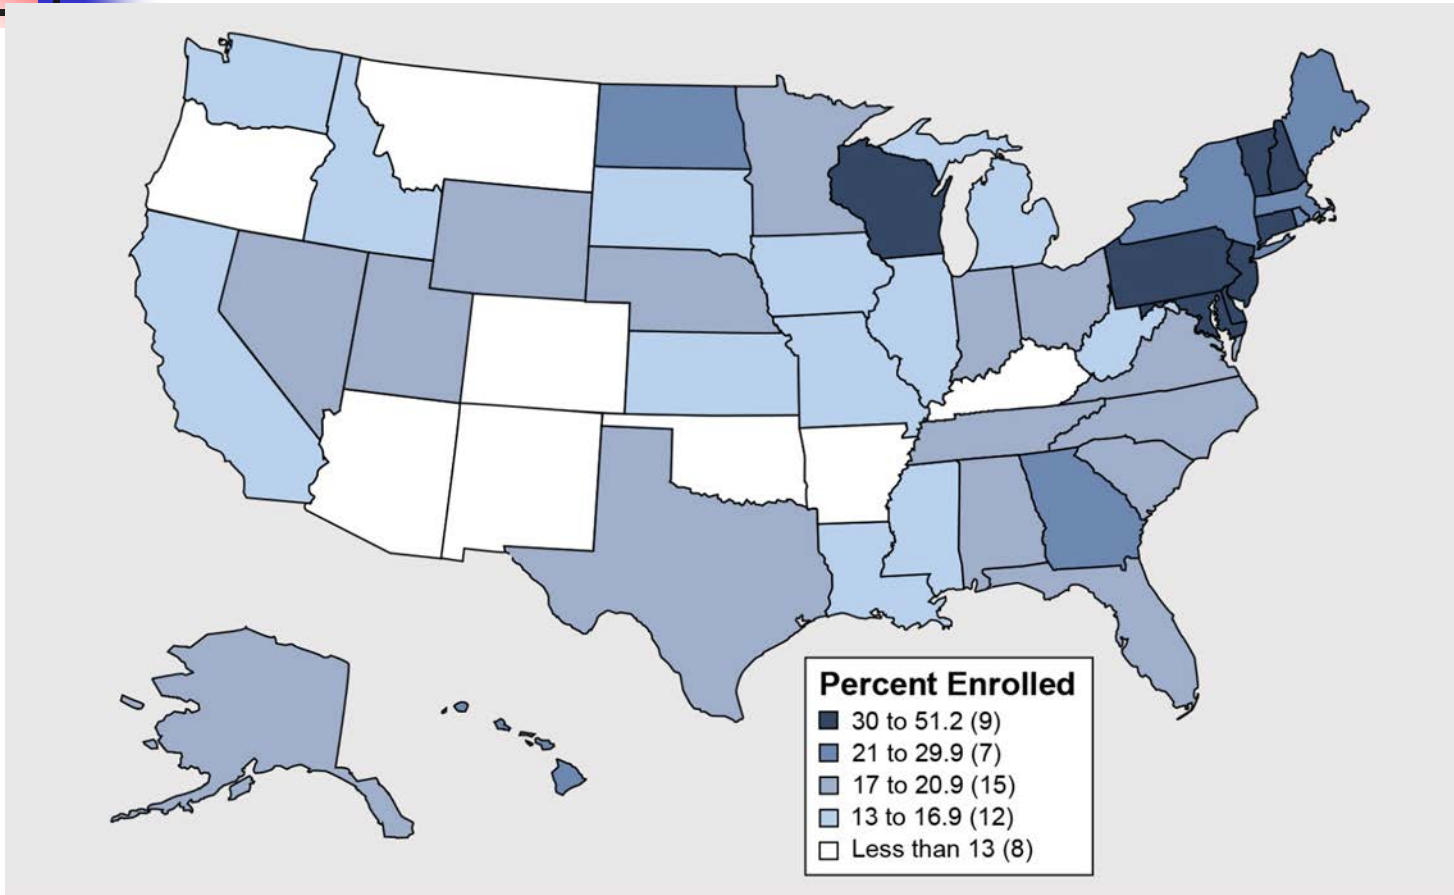 Percent Enrolled
30 to 51.2 (9)
21 to 29.9 (7)
17 to 20.9 (15)
13 to 16.9 (12)
Less than 13 (8)